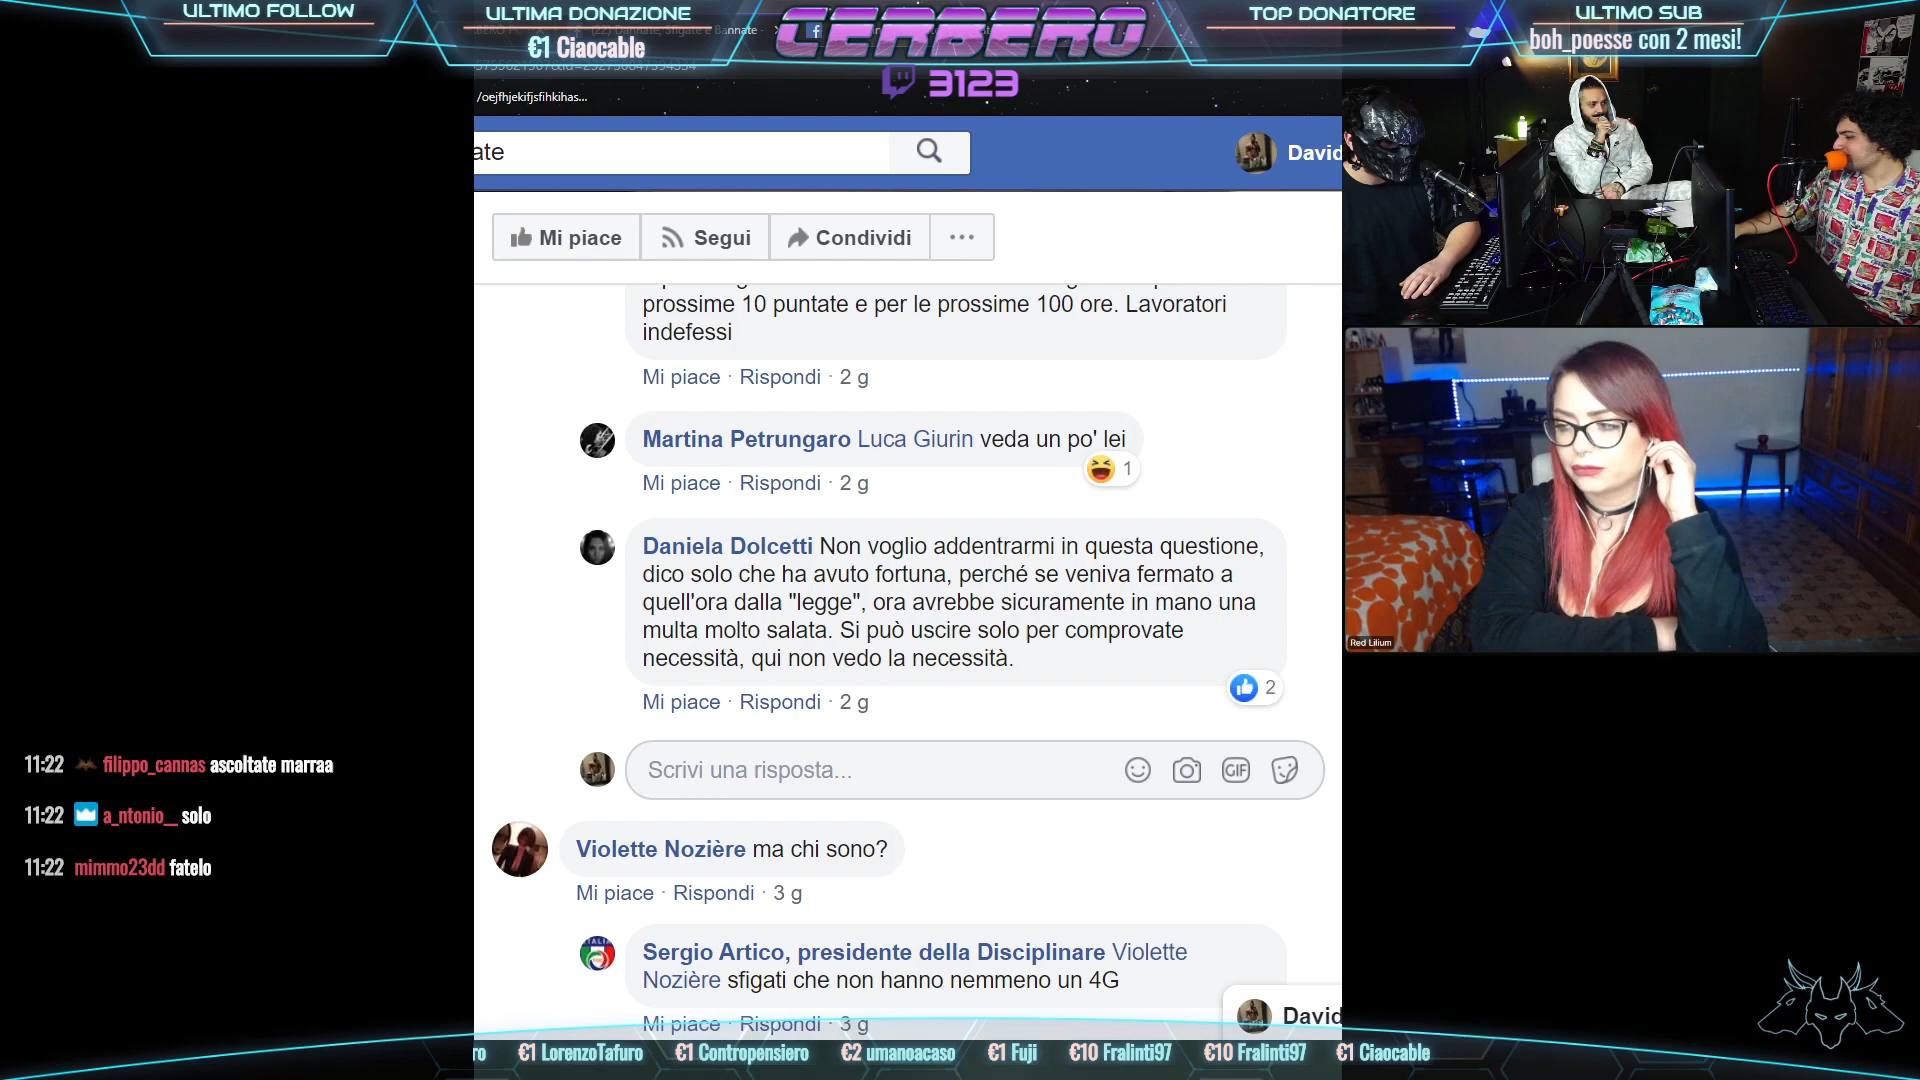 ULTIMO FOLLOW
ULTIMA DONAZIONE
€1 Ciaocable
CERBERO
3123
TOP DONATORE
ULTIMO SUB
boh_poesse con 2 mesi!
/oejfhjekifjsfihkihas...
ate
David
Mi piace
Segui
Condividi
prossime 10 puntate e per le prossime 100 ore. Lavoratori
indefessi
Mi piace · Rispondi · 2 g
Martina Petrungaro Luca Giurin veda un po' lei
1
Mi piace · Rispondi · 2 g
Daniela Dolcetti Non voglio addentrarmi in questa questione,
dico solo che ha avuto fortuna, perché se veniva fermato a
quell'ora dalla "legge", ora avrebbe sicuramente in mano una
multa molto salata. Si può uscire solo per comprovate
necessità, qui non vedo la necessità.
2
Mi piace · Rispondi · 2 g
Scrivi una risposta...
GIF
Violette Nozière ma chi sono?
Mi piace · Rispondi · 3 g
Sergio Artico, presidente della Disciplinare Violette
Nozière sfigati che non hanno nemmeno un 4G
Mi piace · Rispondi · 3 g
David
Red Lilium
11:22 filippo_cannas ascoltate marraa
11:22 a_ntonio__ solo
11:22 mimmo23dd fatelo
ro €1 LorenzoTafuro €1 Contropensiero €2 umanoacaso €1 Fuji €10 Fralinti97 €10 Fralinti97 €1 Ciaocable